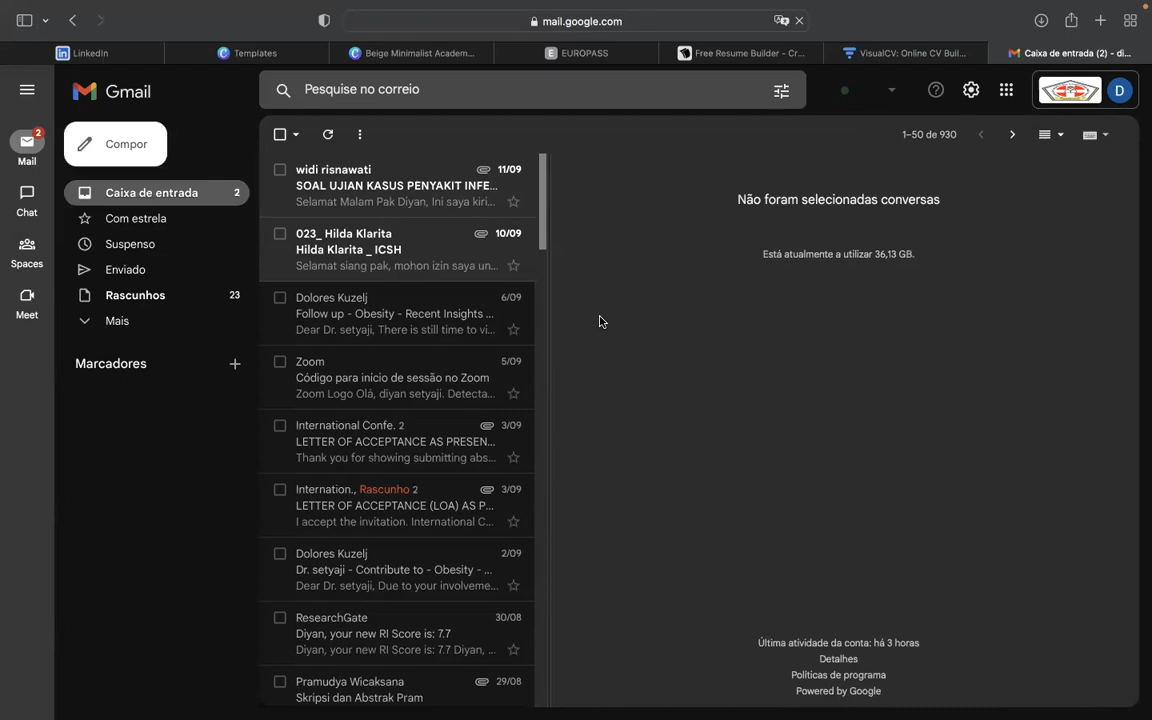 mail.google.com
LinkedIn
Templates
Beige Minimalist Academ...
EUROPASS
Free Resume Builder - Cr...
VisualCV: Online CV Buil...
Caixa de entrada (2) - di...
Gmail
Pesquise no correio
2
Mail
Chat
Spaces
Meet
Compor
Caixa de entrada 2
Com estrela
Suspenso
Enviado
Rascunhos 23
Mais
Marcadores
1–50 de 930
widi risnawati 11/09
SOAL UJIAN KASUS PENYAKIT INFE...
Selamat Malam Pak Diyan, Ini saya kiri...
023_ Hilda Klarita 10/09
Hilda Klarita _ ICSH
Selamat siang pak, mohon izin saya un...
Dolores Kuzelj 6/09
Follow up - Obesity - Recent Insights ...
Dear Dr. setyaji, There is still time to vi...
Zoom 5/09
Código para início de sessão no Zoom
Zoom Logo Olá, diyan setyaji. Detecta...
International Confe. 2 3/09
LETTER OF ACCEPTANCE AS PRESEN...
Thank you for showing submitting abs...
Internation., Rascunho 2 3/09
LETTER OF ACCEPTANCE (LOA) AS P...
I accept the invitation. International C...
Dolores Kuzelj 2/09
Dr. setyaji - Contribute to - Obesity - ...
Dear Dr. setyaji, Due to your involveme...
ResearchGate 30/08
Diyan, your new RI Score is: 7.7
Diyan, your new RI Score is: 7.7 Diyan, ...
Pramudya Wicaksana 29/08
Skripsi dan Abstrak Pram
D
Não foram selecionadas conversas
Está atualmente a utilizar 36,13 GB.
Última atividade da conta: há 3 horas
Detalhes
Políticas de programa
Powered by Google